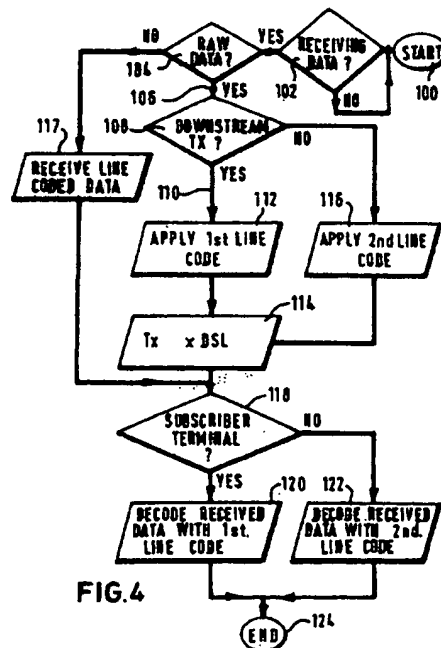 NO
RAW
DATA?
104
YES
RECEIVING
DATA ?
102
START
100
NO
YES
106
117
108
DOWNSTREAM
TX ?
NO
RECEIVE LINE
CODED DATA
110
YES
112
116
APPLY 1st LINE
CODE
APPLY 2nd LINE
CODE
114
Tx x DSL
118
SUBSCRIBER
TERMINAL
?
NO
YES
120
122
DECODE RECEIVED
DATA WITH 1st.
LINE CODE
DECODE RECEIVED
DATA WITH 2nd.
LINE CODE
FIG.4
END
124